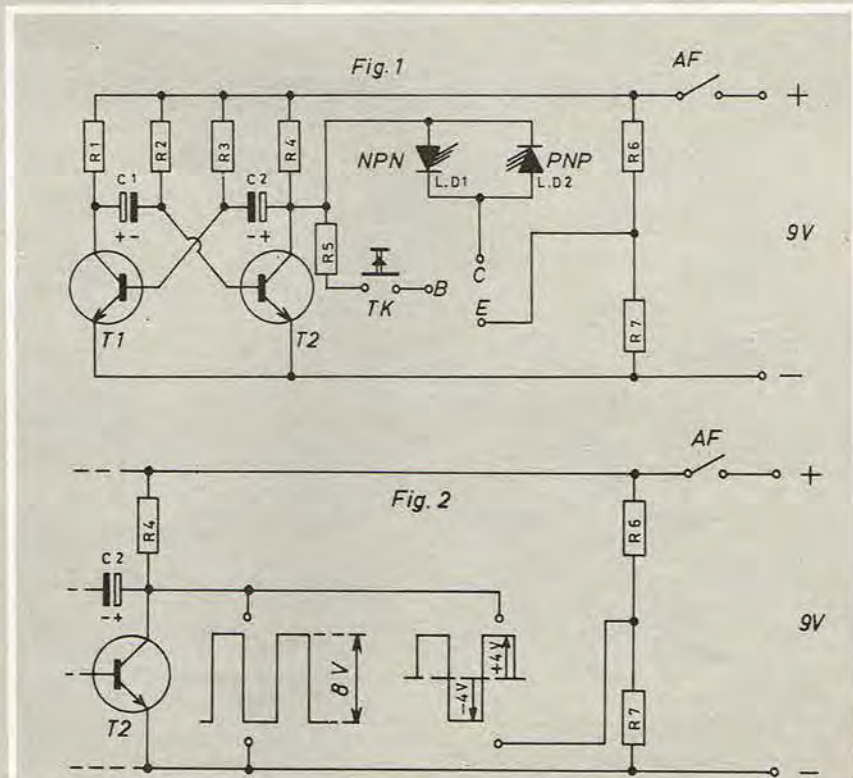 Fig. 1
AF
+
R1
R2
R3
R4
NPN
PNP
R6
C1
C2
L.D1
L.D2
+ -
- +
R5
9V
C
TK
B
E
T1
T2
R7
-
AF
+
Fig. 2
R4
R6
C2
- +
9V
8V
+4V
-4V
T2
R7
-